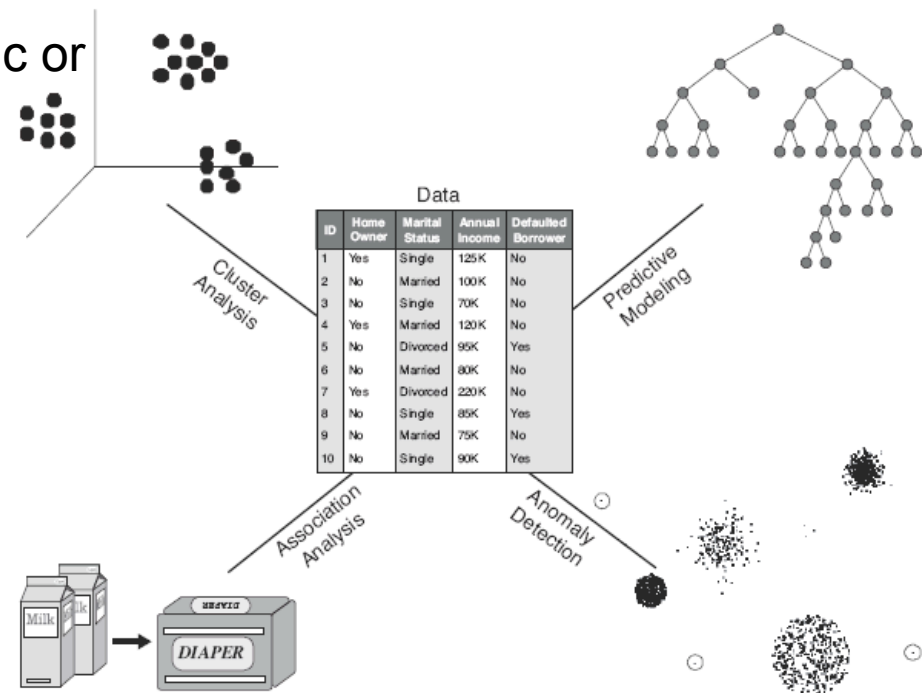 c or
Data
ID Home Owner Marital Status Annual Income Defaulted Borrower
1 Yes Single 125K No
2 No Married 100K No
3 No Single 70K No
4 Yes Married 120K No
5 No Divorced 95K Yes
6 No Married 80K No
7 Yes Divorced 220K No
8 No Single 85K Yes
9 No Married 75K No
10 No Single 90K Yes
Cluster
Analysis
Predictive
Modeling
Association
Analysis
Anomaly
Detection
Milk
lk
DIAPER
DIAPER